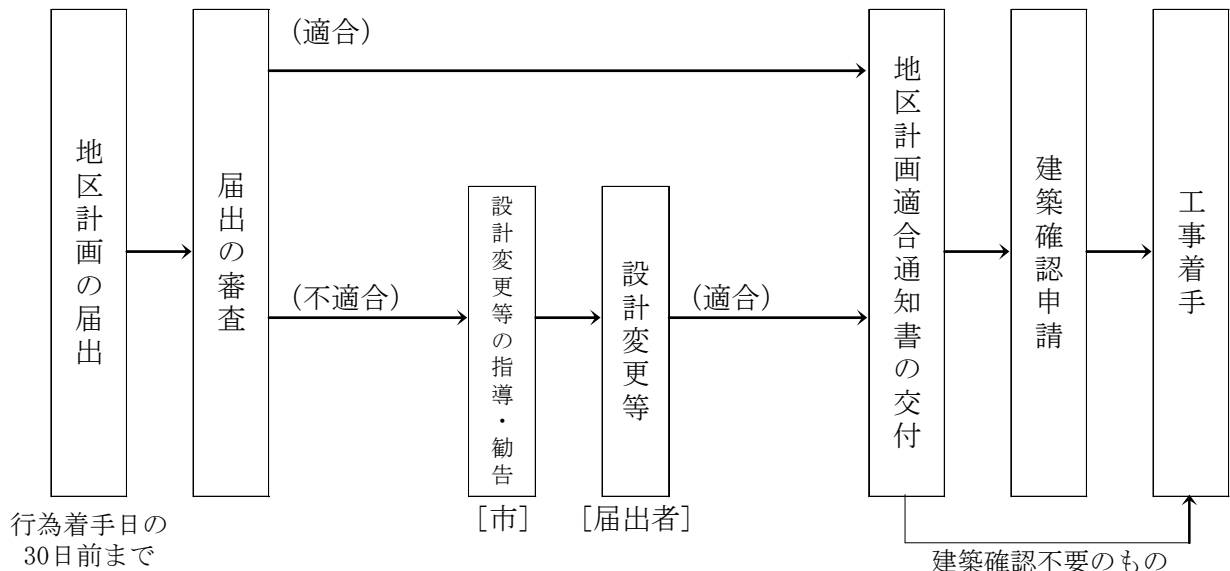 地区計画の届出
行為着手日の
30日前まで
届出の審査
(適合)
(不適合)
設計変更等の指導・勧告
[市]
設計変更等
[届出者]
(適合)
地区計画適合通知書の交付
建築確認申請
工事着手
建築確認不要のもの